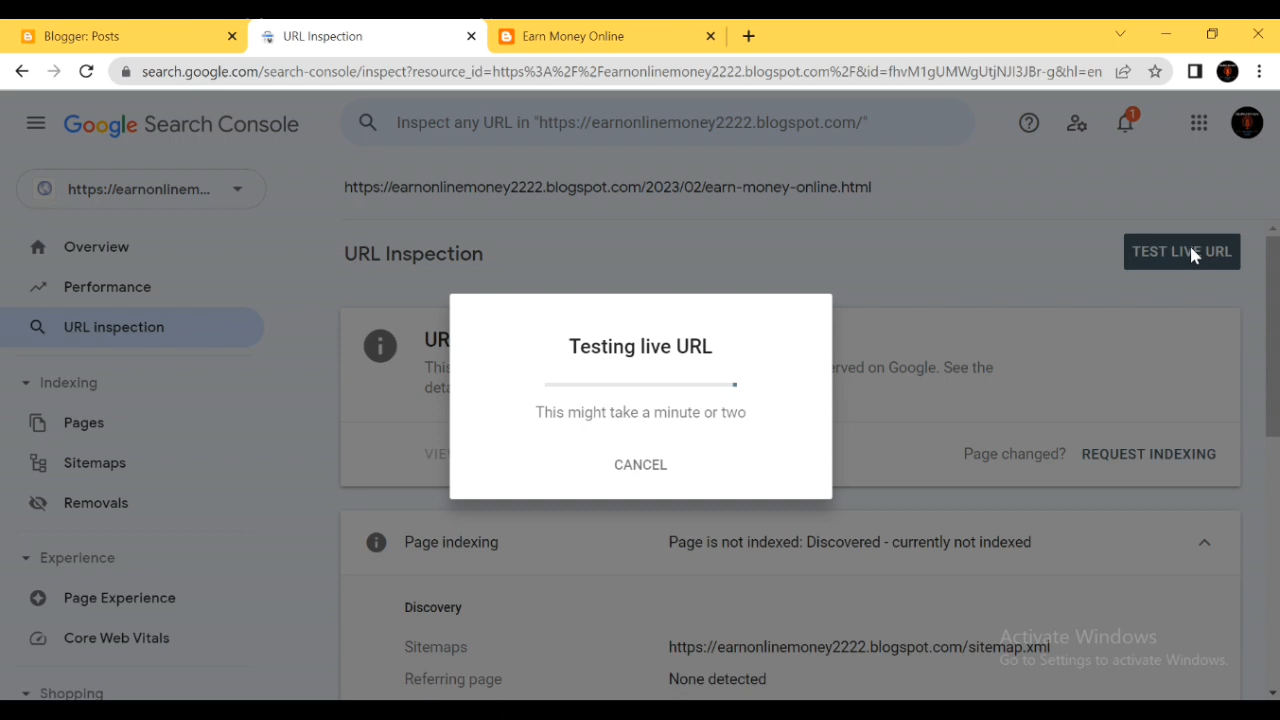 Blogger: Posts
URL Inspection
Earn Money Online
search.google.com/search-console/inspect?resource_id=https%3A%2F%2Fearnonlinemoney2222.blogspot.com%2F&id=fhvM1gUMWgUtjNJI3JBr-g&hl=en
Google Search Console
Inspect any URL in "https://earnonlinemoney2222.blogspot.com/"
1
https://earnonlinem...
https://earnonlinemoney2222.blogspot.com/2023/02/earn-money-online.html
Overview
Performance
URL inspection
Indexing
Pages
Sitemaps
Removals
Experience
Page Experience
Core Web Vitals
Shopping
URL Inspection
TEST LIVE URL
UR
This
erved on Google. See the
deta
Testing live URL
This might take a minute or two
CANCEL
VIE
Page changed? REQUEST INDEXING
Page indexing
Page is not indexed: Discovered - currently not indexed
Discovery
Sitemaps
https://earnonlinemoney2222.blogspot.com/sitemap.xml
Referring page
None detected
Activate Windows
Go to Settings to activate Windows.